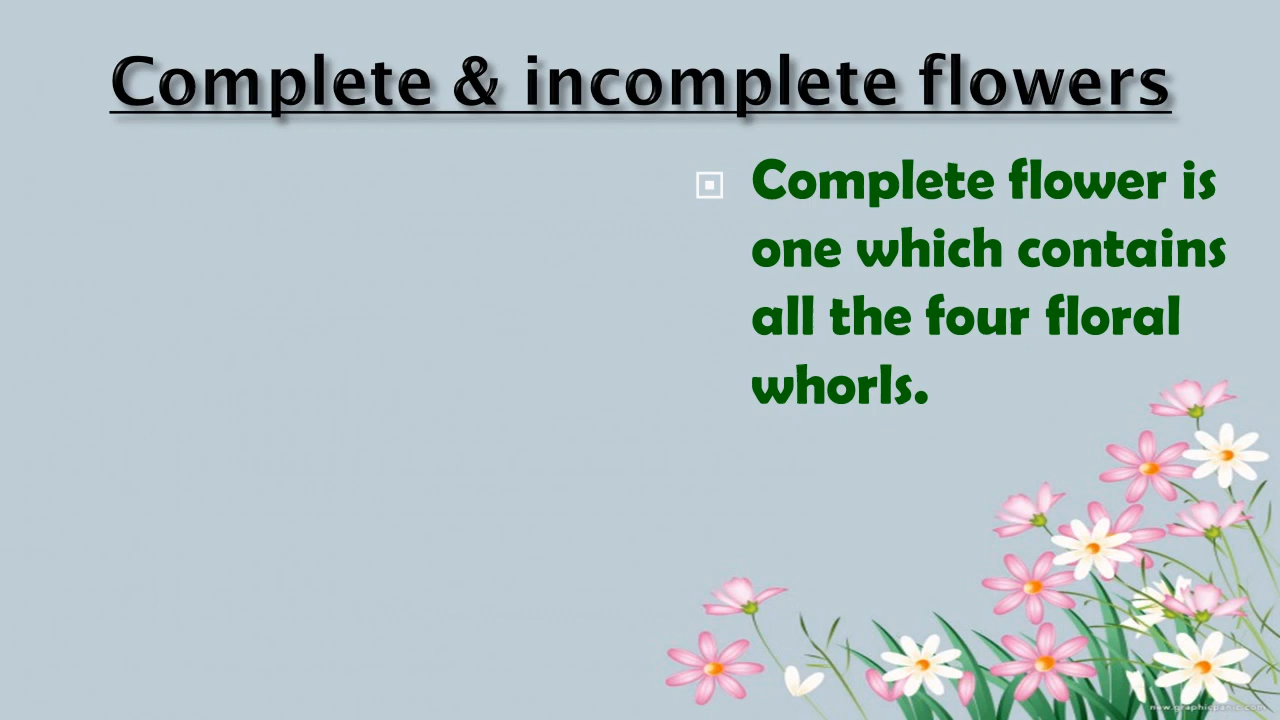 Complete & incomplete flowers
Complete flower is
one which contains
all the four floral
whorls.